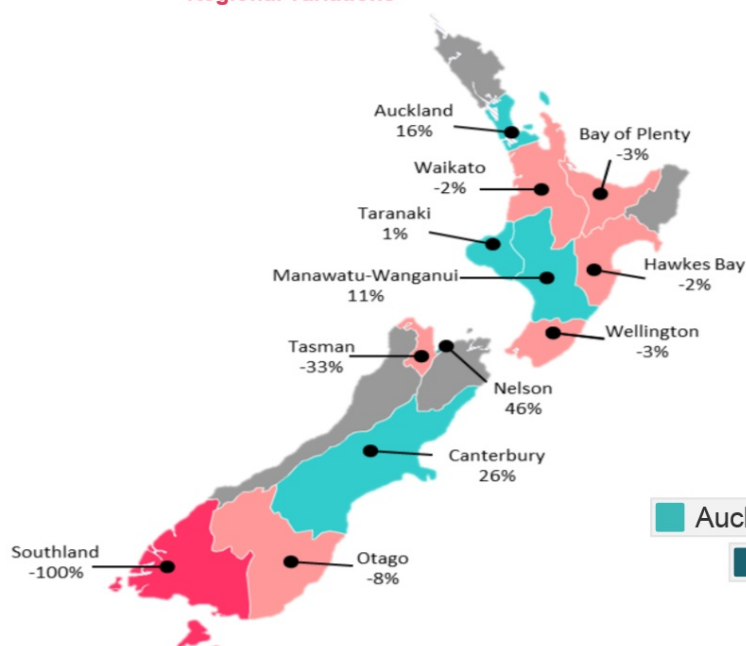 Auckland
16%
Bay of Plenty
-3%
Waikato
-2%
Taranaki
1%
Manawatu-Wanganui
11%
Hawkes Bay
-2%
Wellington
-3%
Tasman
-33%
Nelson
46%
Canterbury
26%
Auck
Southland
-100%
Otago
-8%